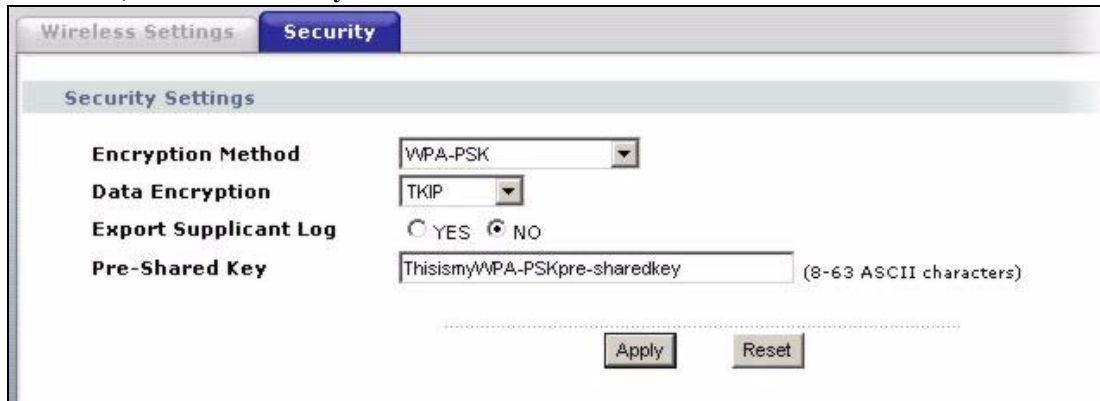 Wireless Settings Security
Security Settings
Encryption Method WPA-PSK
Data Encryption TKIP
Export Supplicant Log YES NO
Pre-Shared Key ThisismyWPA-PSKpre-sharedkey (8-63 ASCII characters)
Apply Reset